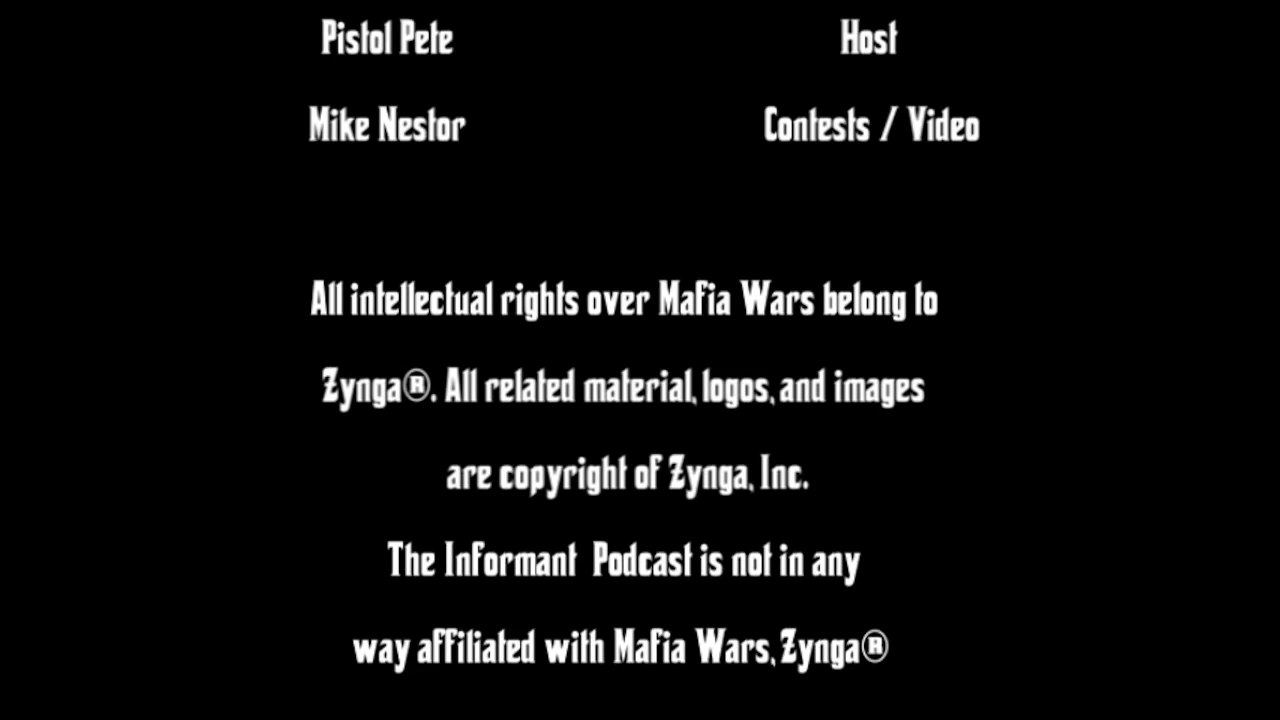 Pistol Pete Host
Mike Nestor Contests / Video
All intellectual rights over Mafia Wars belong to
Zynga®. All related material, logos, and images
are copyright of Zynga, Inc.
The Informant Podcast is not in any
way affiliated with Mafia Wars, Zynga®